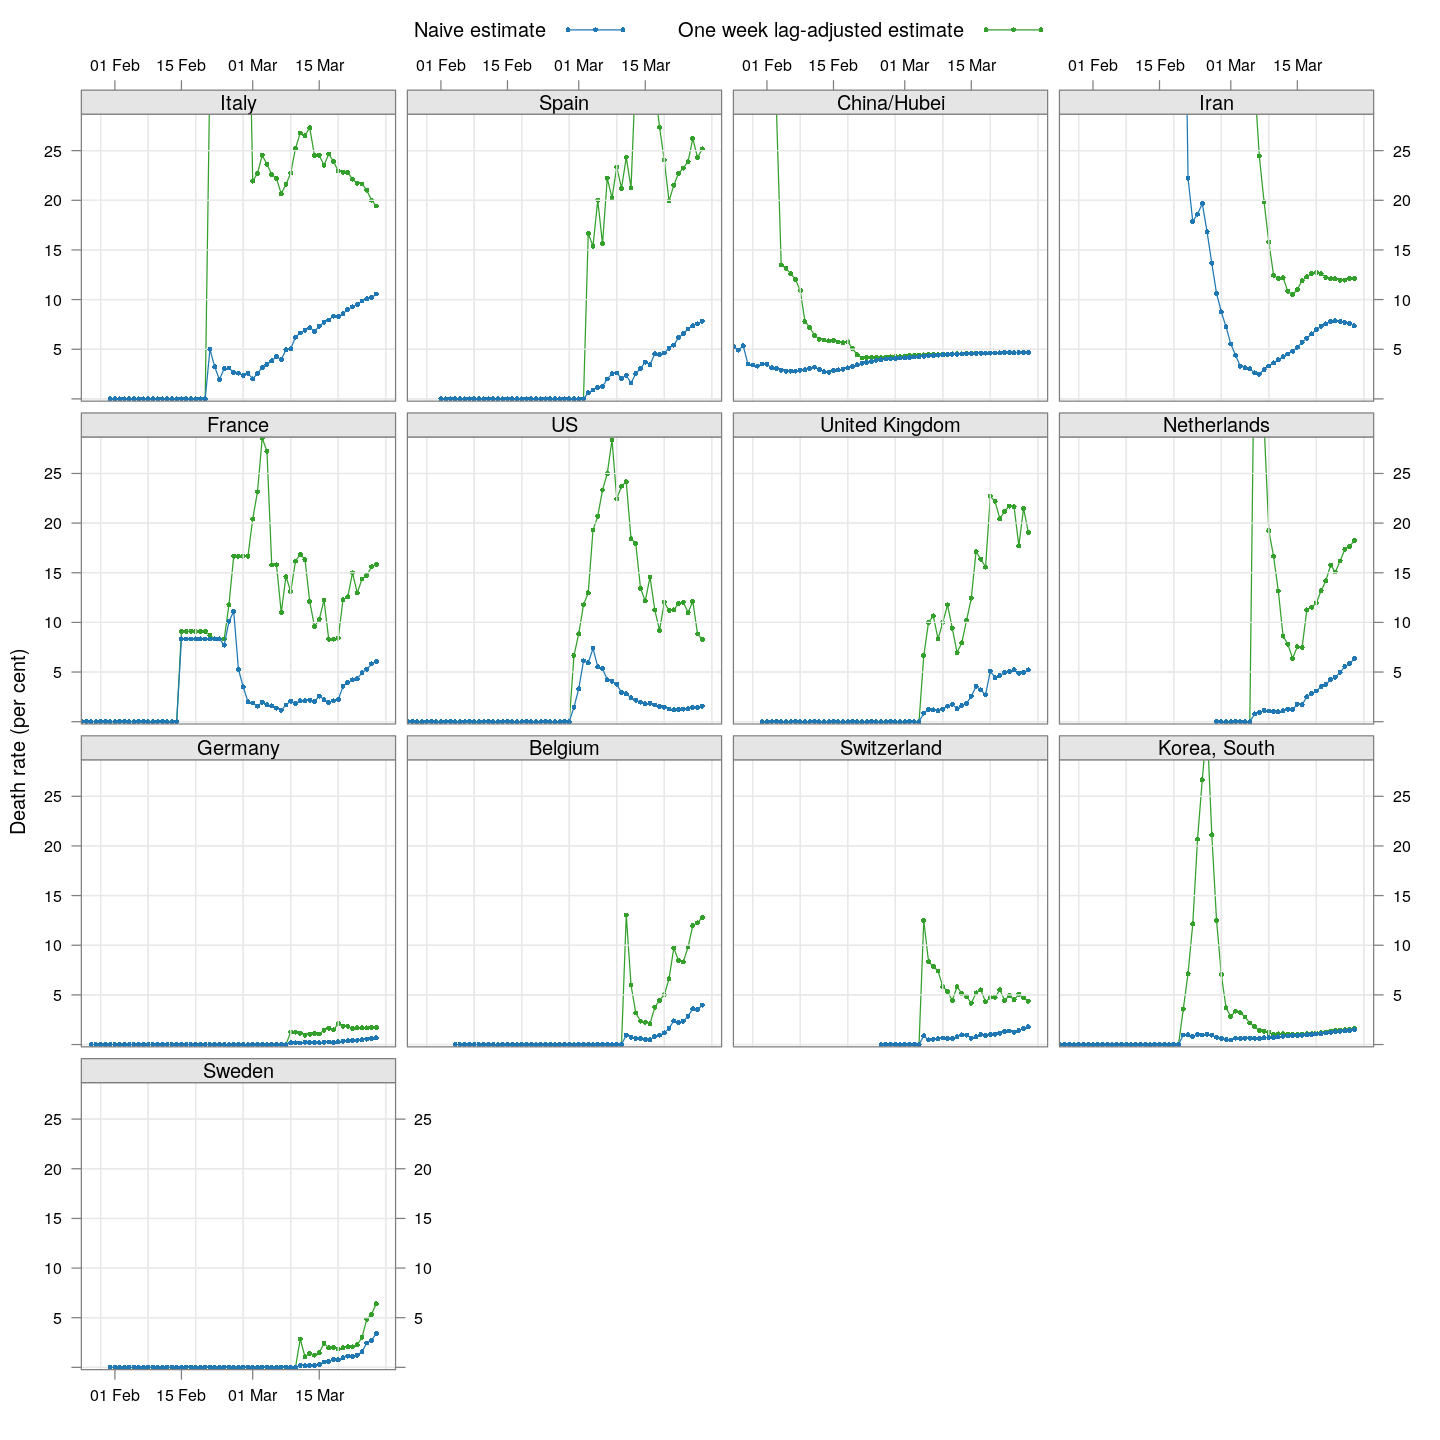 Naive estimate One week lag-adjusted estimate
01 Feb 15 Feb 01 Mar 15 Mar 01 Feb 15 Feb 01 Mar 15 Mar 01 Feb 15 Feb 01 Mar 15 Mar 01 Feb 15 Feb 01 Mar 15 Mar
Italy Spain China/Hubei Iran
25 25
20 20
15 15
10 10
5 5
France US United Kingdom Netherlands
25 25
20 20
15 15
10 10
5 5
Death rate (per cent)
Germany Belgium Switzerland Korea, South
25 25
20 20
15 15
10 10
5 5
Sweden
25 25
20 20
15 15
10 10
5 5
01 Feb 15 Feb 01 Mar 15 Mar